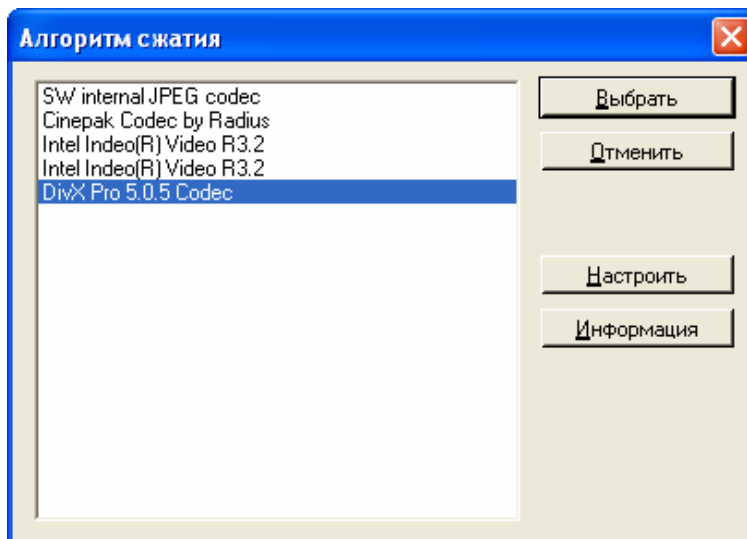 Алгоритм сжатия
SW internal JPEG codec
Cinepak Codec by Radius
Intel Indeo(R) Video R3.2
Intel Indeo(R) Video R3.2
DivX Pro 5.0.5 Codec
Выбрать
Отменить
Настроить
Информация